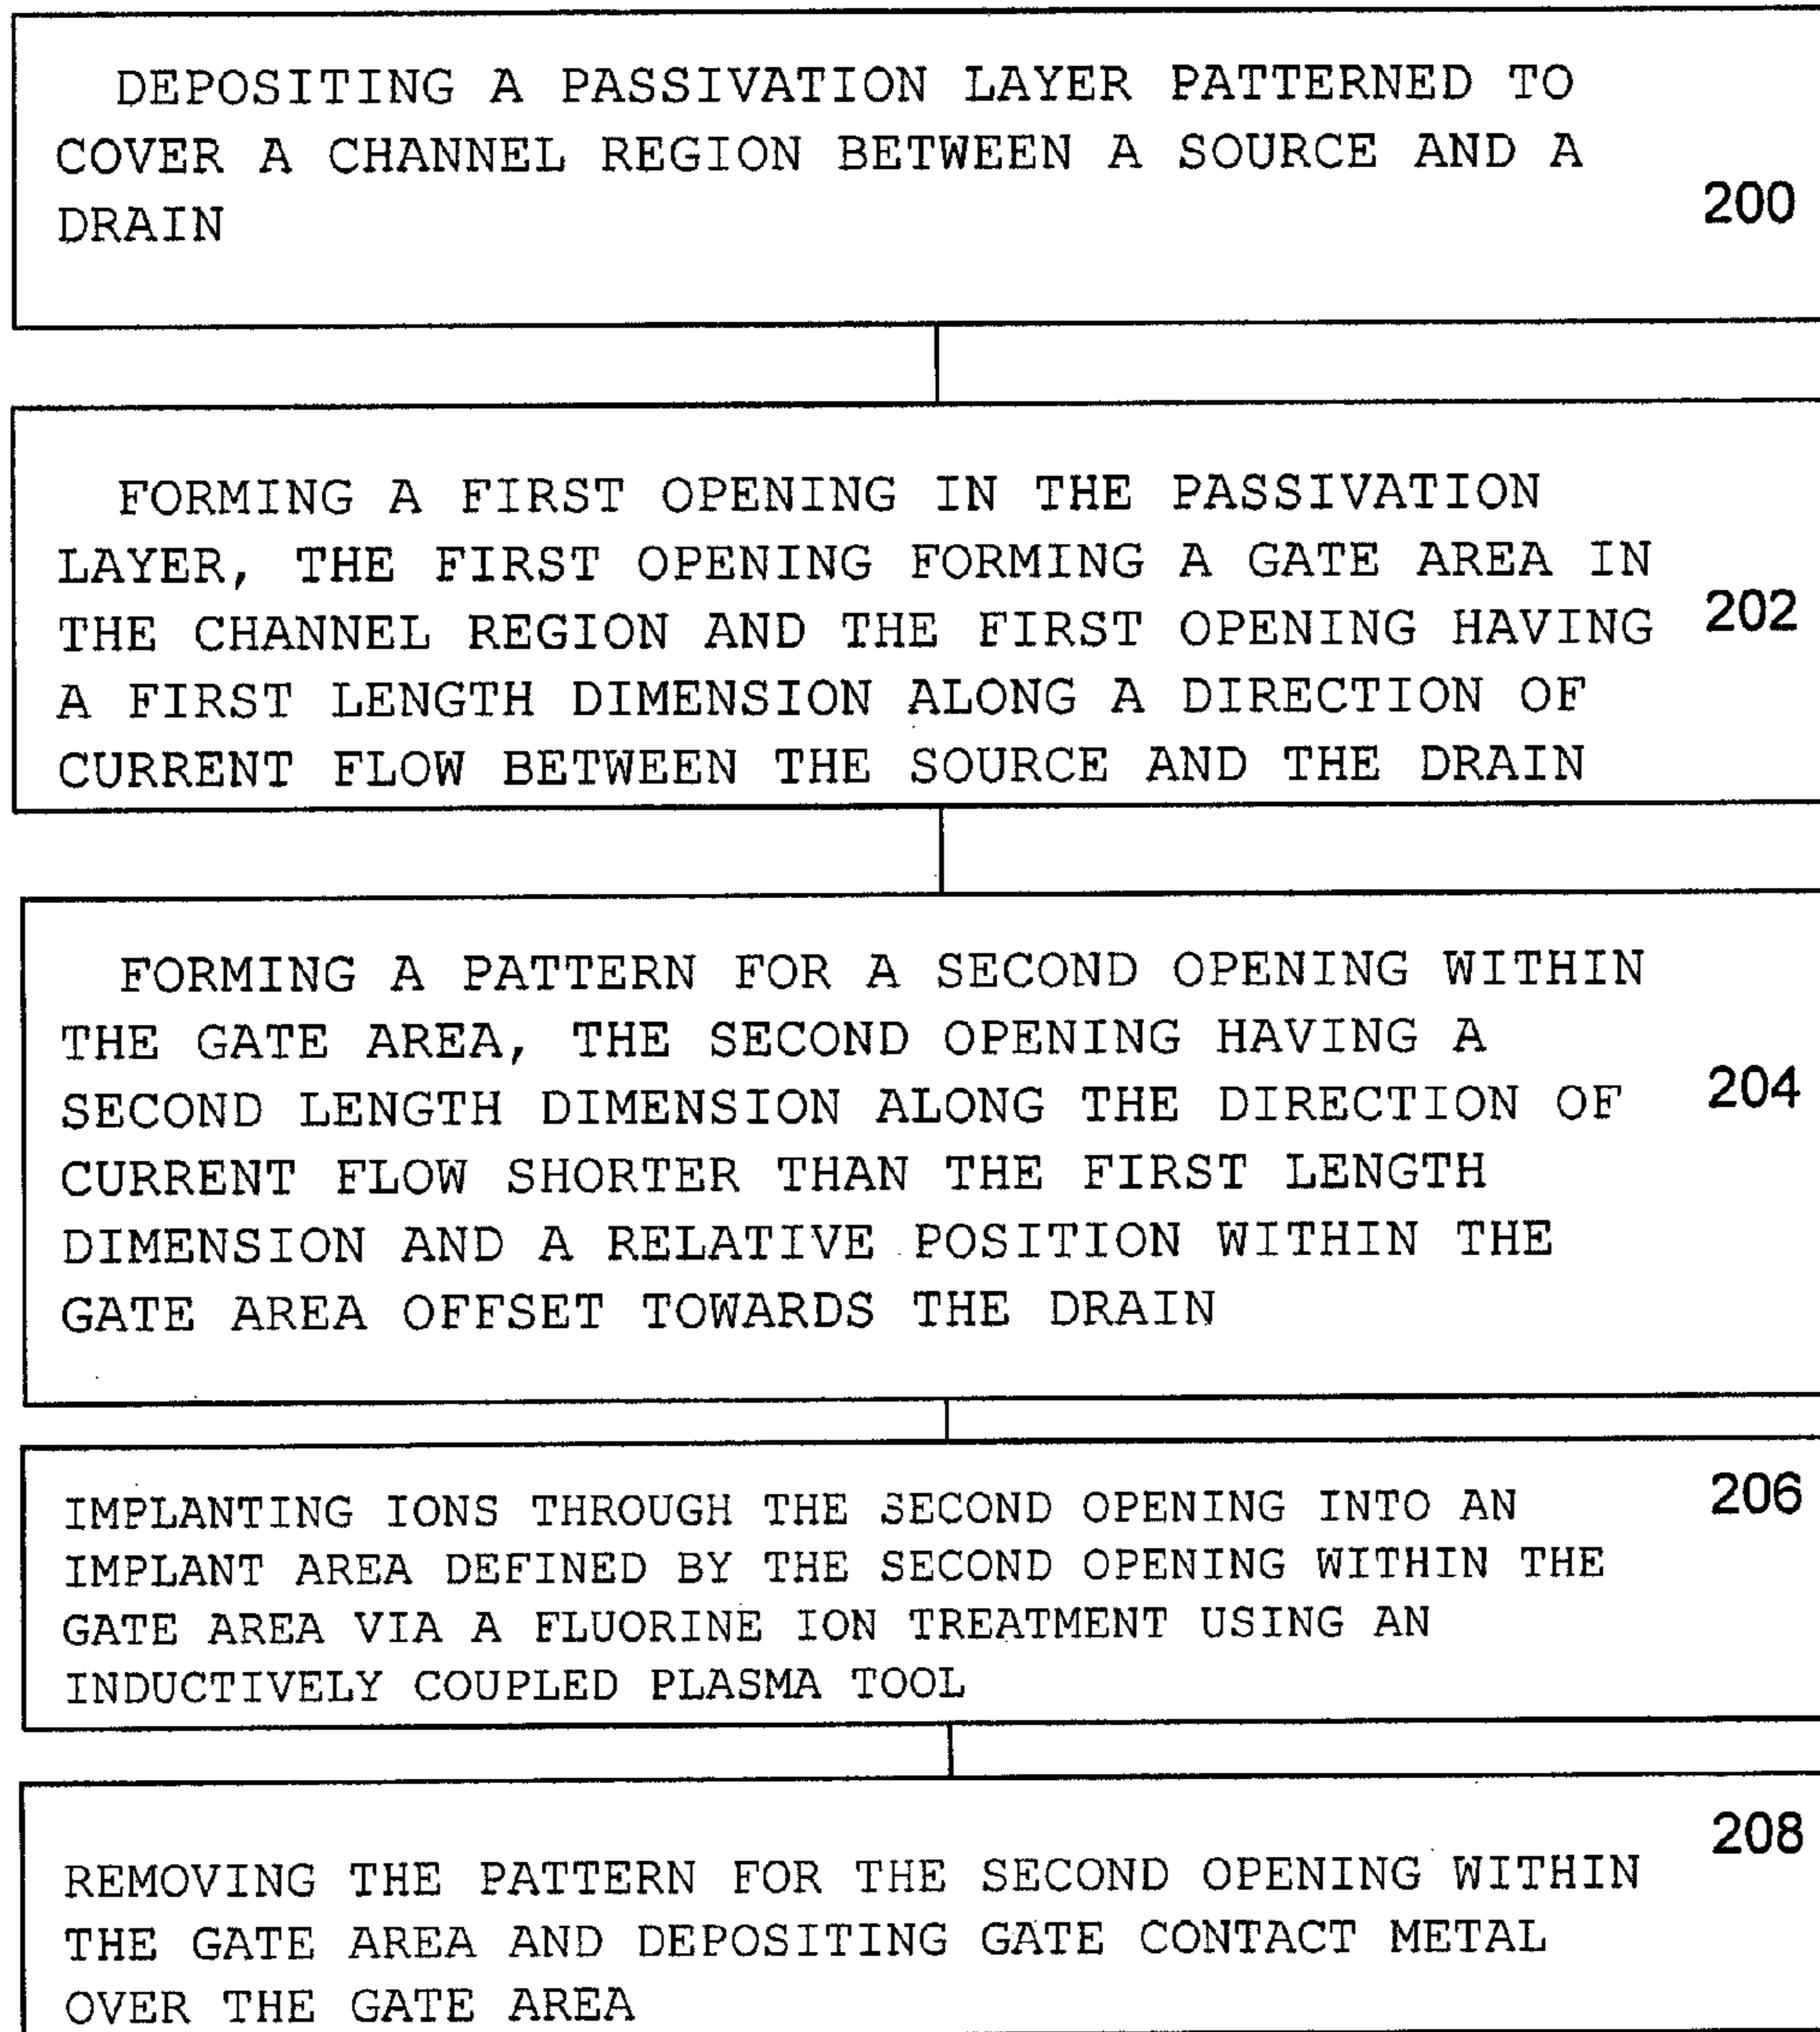 DEPOSITING A PASSIVATION LAYER PATTERNED TO
COVER A CHANNEL REGION BETWEEN A SOURCE AND A
DRAIN
200
FORMING A FIRST OPENING IN THE PASSIVATION
LAYER, THE FIRST OPENING FORMING A GATE AREA IN
THE CHANNEL REGION AND THE FIRST OPENING HAVING
202
A FIRST LENGTH DIMENSION ALONG A DIRECTION OF
CURRENT FLOW BETWEEN THE SOURCE AND THE DRAIN
FORMING A PATTERN FOR A SECOND OPENING WITHIN
THE GATE AREA, THE SECOND OPENING HAVING A
SECOND LENGTH DIMENSION ALONG THE DIRECTION OF
204
CURRENT FLOW SHORTER THAN THE FIRST LENGTH
DIMENSION AND A RELATIVE POSITION WITHIN THE
GATE AREA OFFSET TOWARDS THE DRAIN
206
IMPLANTING IONS THROUGH THE SECOND OPENING INTO AN
IMPLANT AREA DEFINED BY THE SECOND OPENING WITHIN THE
GATE AREA VIA A FLUORINE ION TREATMENT USING AN
INDUCTIVELY COUPLED PLASMA TOOL
208
REMOVING THE PATTERN FOR THE SECOND OPENING WITHIN
THE GATE AREA AND DEPOSITING GATE CONTACT METAL
OVER THE GATE AREA